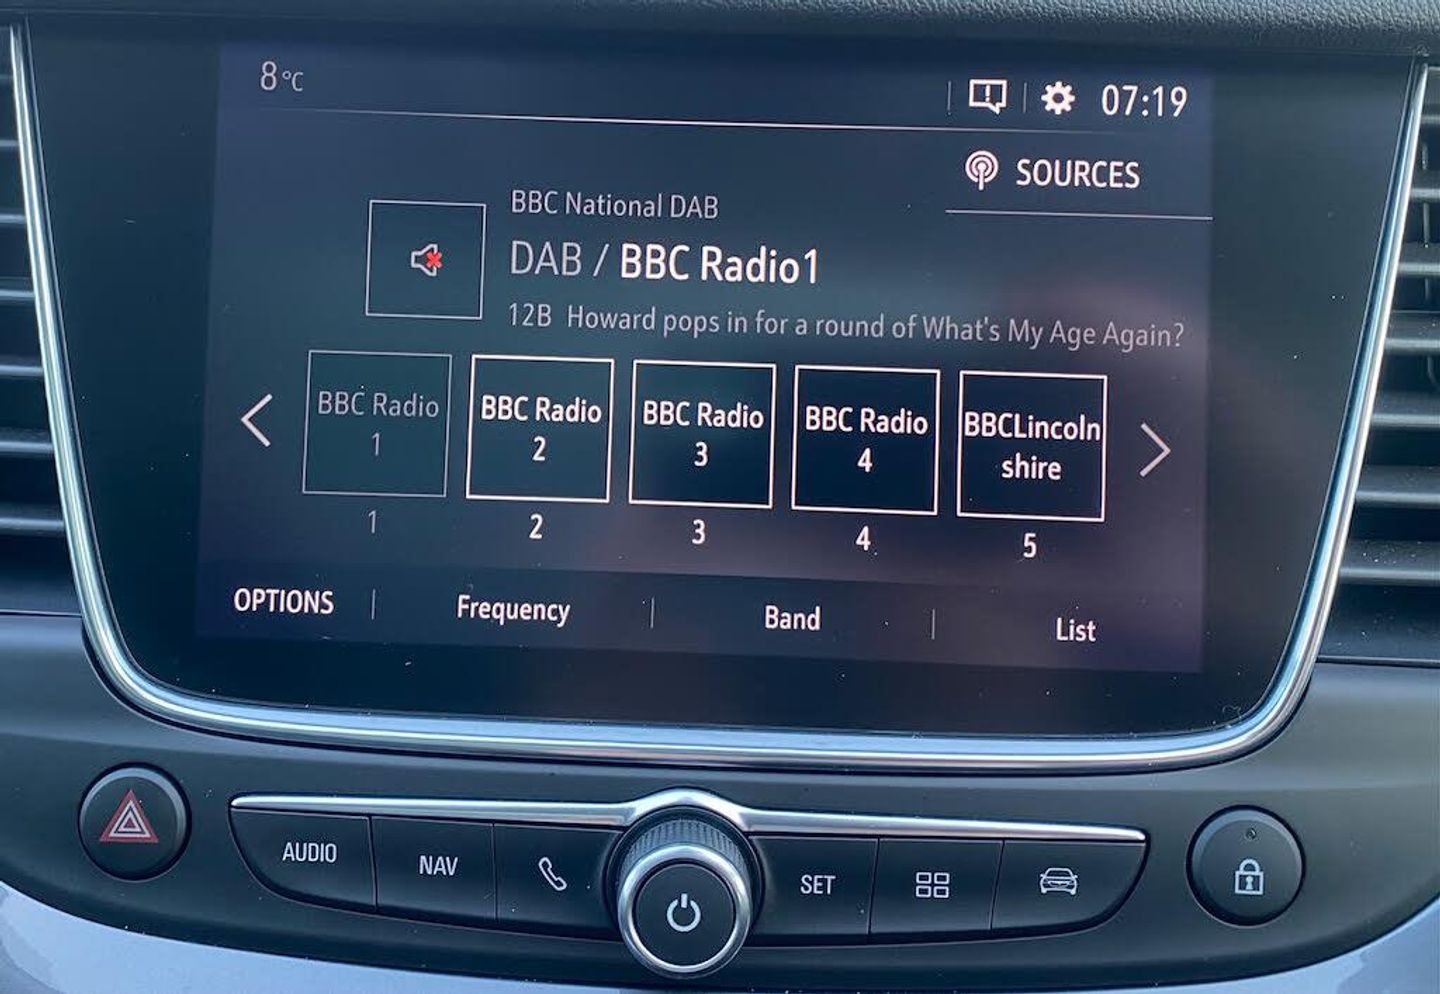 8°C
07:19
SOURCES
BBC National DAB
DAB / BBC Radio1
12B Howard pops in for a round of What's My Age Again?
BBC Radio
1
BBC Radio
2
BBC Radio
3
BBC Radio
4
BBCLincoln
shire
1
2
3
4
5
OPTIONS
Frequency
Band
List
AUDIO
NAV
SET